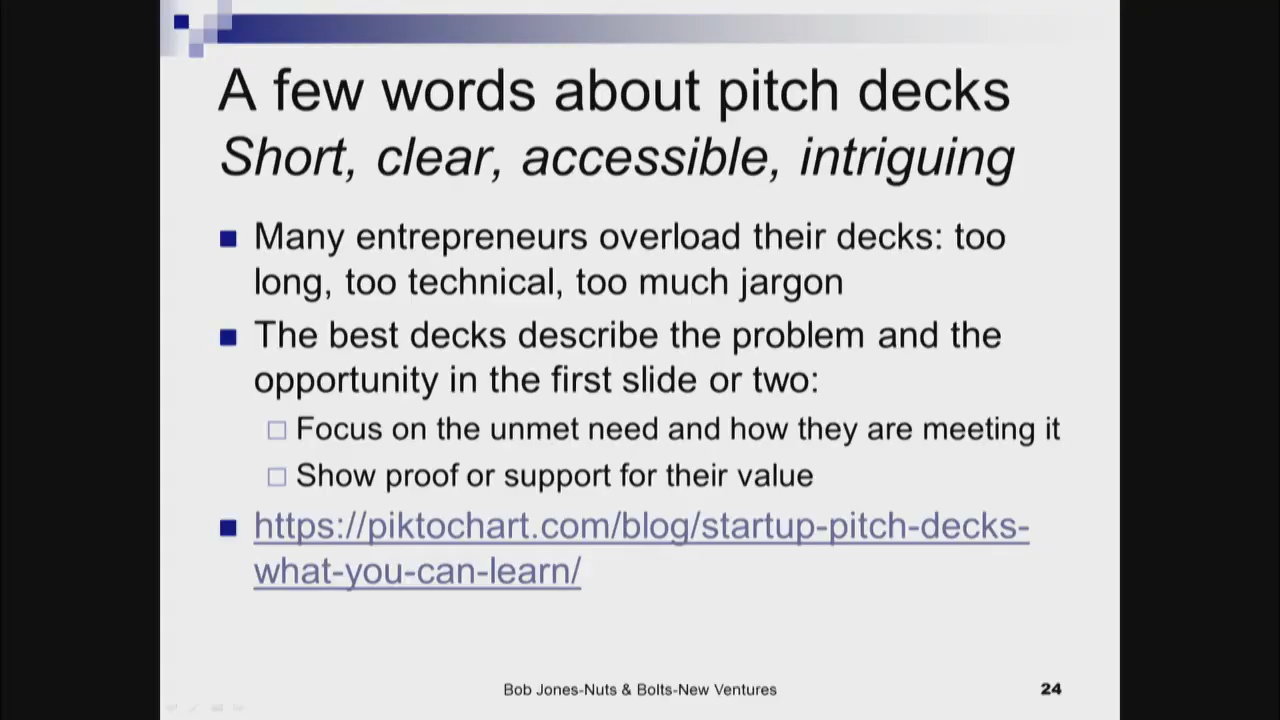 A few words about pitch decks
Short, clear, accessible, intriguing
Many entrepreneurs overload their decks: too
long, too technical, too much jargon
The best decks describe the problem and the
opportunity in the first slide or two:
Focus on the unmet need and how they are meeting it
Show proof or support for their value
https://piktochart.com/blog/startup-pitch-decks-
what-you-can-learn/
Bob Jones-Nuts & Bolts-New Ventures
24